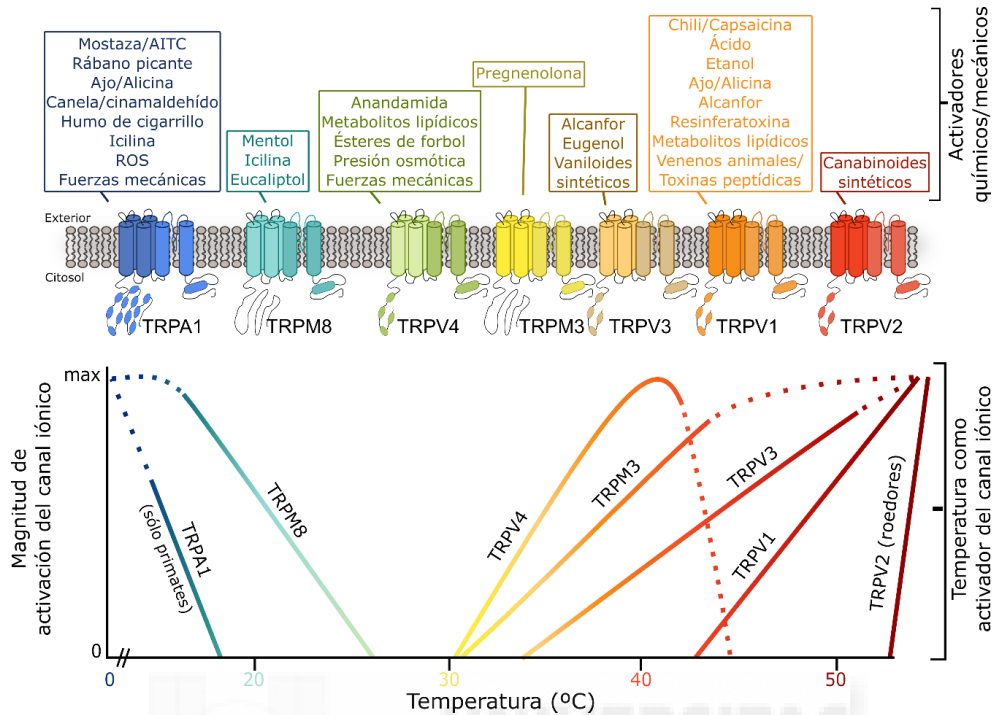 Mostaza/AITC
Rábano picante
Ajo/Alicina
Canela/cinamaldehído
Humo de cigarrillo
Icilina
ROS
Fuerzas mecánicas
Mentol
Icilina
Eucaliptol
Anandamida
Metabolitos lipídicos
Ésteres de forbol
Presión osmótica
Fuerzas mecánicas
Pregnenolona
Alcanfor
Eugenol
Vaniloides
sintéticos
Chili/Capsaicina
Ácido
Etanol
Ajo/Alicina
Alcanfor
Resinferatoxina
Metabolitos lipídicos
Venenos animales/
Toxinas peptídicas
Canabinoides
sintéticos
Activadores
químicos/mecánicos
Exterior
Citosol
TRPA1
TRPM8
TRPV4
TRPM3
TRPV3
TRPV1
TRPV2
max
0
Magnitud de
activación del canal iónico
TRPA1
(sólo primates)
TRPM8
TRPV4
TRPM3
TRPV3
TRPV1
TRPV2 (roedores)
Temperatura como
activador del canal iónico
0
20
30
40
50
Temperatura (ºC)